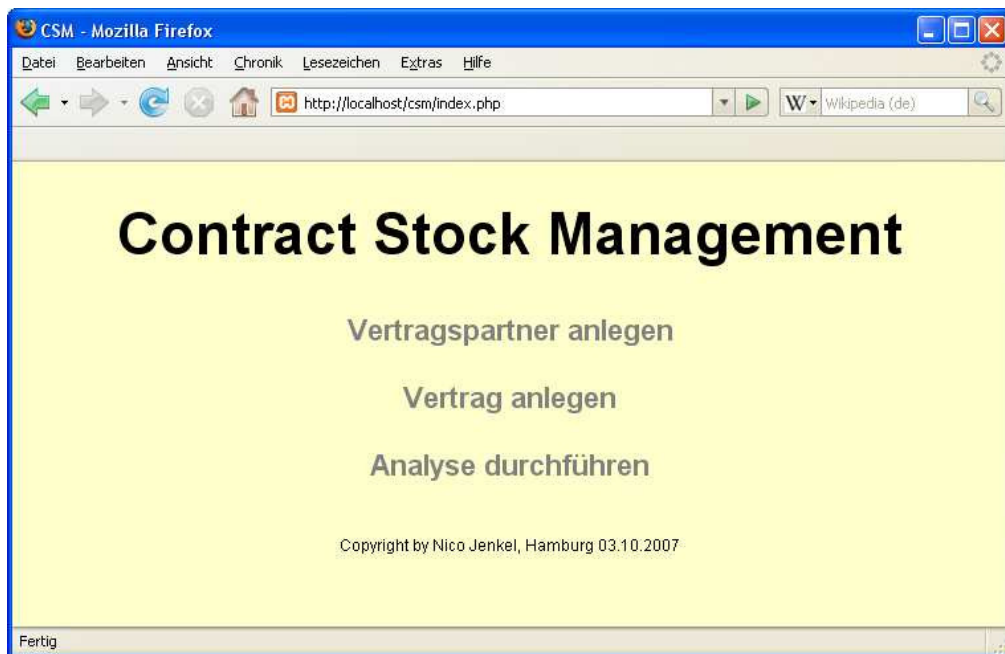 CSM - Mozilla Firefox
Datei Bearbeiten Ansicht Chronik Lesezeichen Extras Hilfe
http://localhost/csm/index.php W Wikipedia (de)
Contract Stock Management
Vertragspartner anlegen
Vertrag anlegen
Analyse durchführen
Copyright by Nico Jenkel, Hamburg 03.10.2007
Fertig